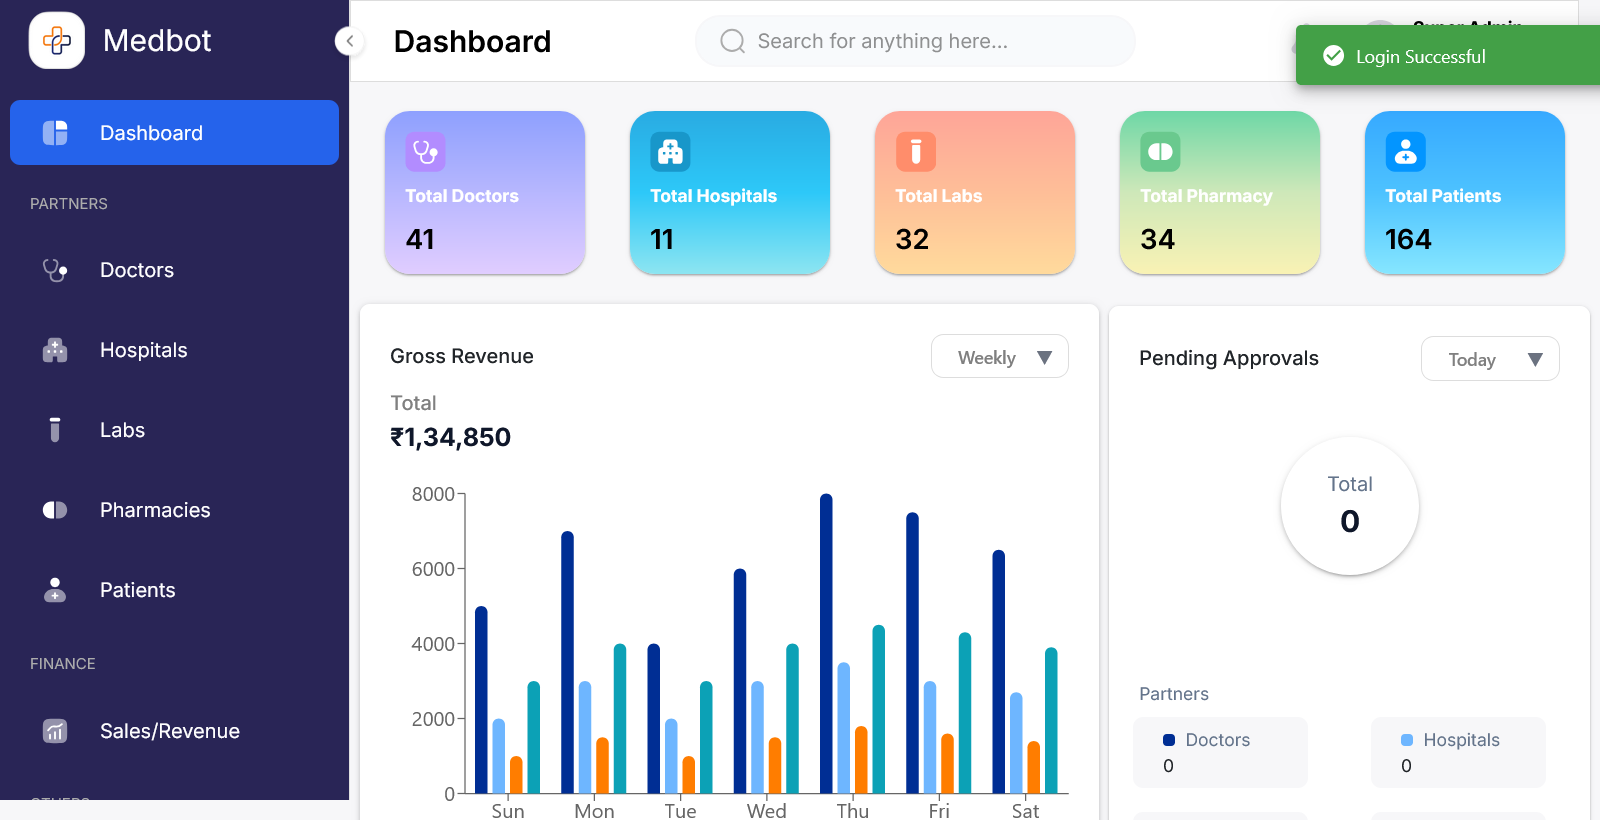 Medbot
Dashboard
PARTNERS
Doctors
Hospitals
Labs
Pharmacies
Patients
FINANCE
Sales/Revenue
Dashboard
Search for anything here...
Super Admin
Login Successful
Total Doctors
41
Total Hospitals
11
Total Labs
32
Total Pharmacy
34
Total Patients
164
Gross Revenue
Weekly
Total
₹1,34,850
8000
6000
4000
2000
0
Sun Mon Tue Wed Thu Fri Sat
Pending Approvals
Today
Total
0
Partners
Doctors
0
Hospitals
0